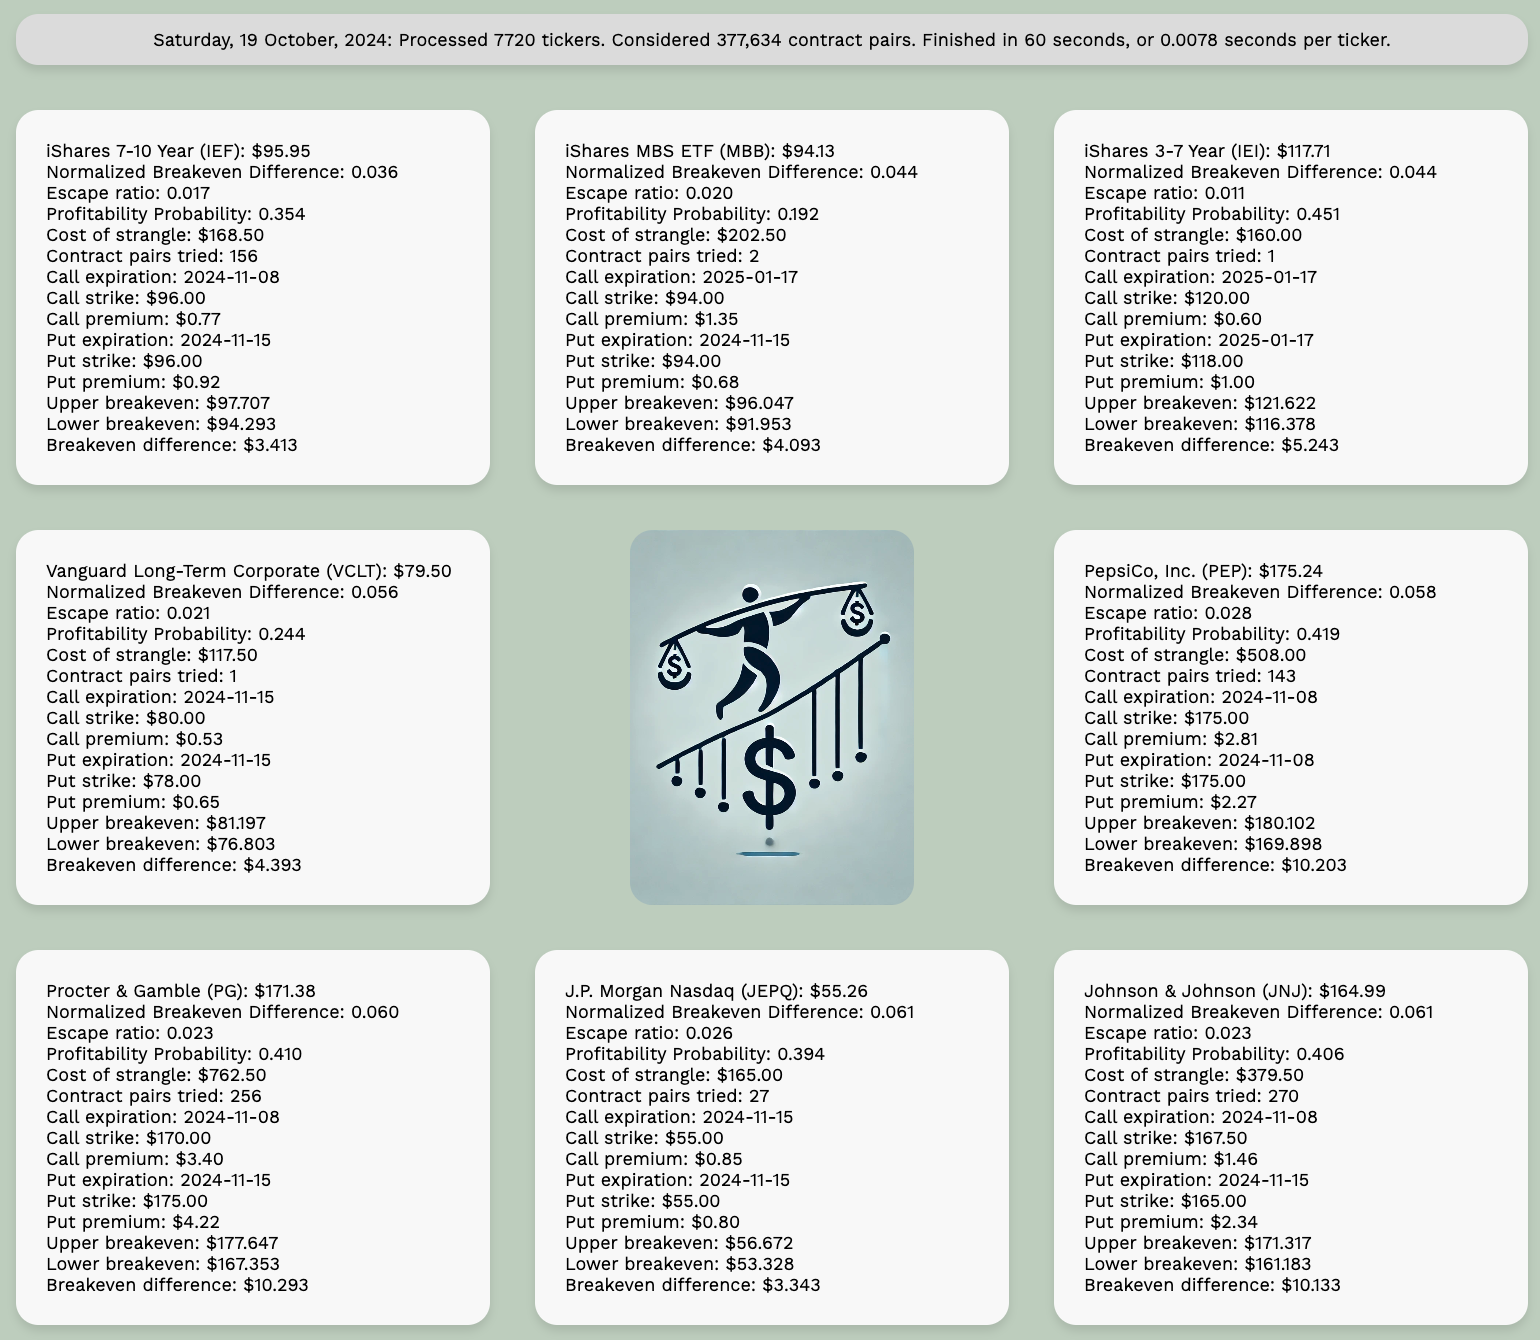 Saturday, 19 October, 2024: Processed 7720 tickers. Considered 377,634 contract pairs. Finished in 60 seconds, or 0.0078 seconds per ticker.
iShares 7-10 Year (IEF): $95.95
Normalized Breakeven Difference: 0.036
Escape ratio: 0.017
Profitability Probability: 0.354
Cost of strangle: $168.50
Contract pairs tried: 156
Call expiration: 2024-11-08
Call strike: $96.00
Call premium: $0.77
Put expiration: 2024-11-15
Put strike: $96.00
Put premium: $0.92
Upper breakeven: $97.707
Lower breakeven: $94.293
Breakeven difference: $3.413
iShares MBS ETF (MBB): $94.13
Normalized Breakeven Difference: 0.044
Escape ratio: 0.020
Profitability Probability: 0.192
Cost of strangle: $202.50
Contract pairs tried: 2
Call expiration: 2025-01-17
Call strike: $94.00
Call premium: $1.35
Put expiration: 2024-11-15
Put strike: $94.00
Put premium: $0.68
Upper breakeven: $96.047
Lower breakeven: $91.953
Breakeven difference: $4.093
iShares 3-7 Year (IEI): $117.71
Normalized Breakeven Difference: 0.044
Escape ratio: 0.011
Profitability Probability: 0.451
Cost of strangle: $160.00
Contract pairs tried: 1
Call expiration: 2025-01-17
Call strike: $120.00
Call premium: $0.60
Put expiration: 2025-01-17
Put strike: $118.00
Put premium: $1.00
Upper breakeven: $121.622
Lower breakeven: $116.378
Breakeven difference: $5.243
Vanguard Long-Term Corporate (VCLT): $79.50
Normalized Breakeven Difference: 0.056
Escape ratio: 0.021
Profitability Probability: 0.244
Cost of strangle: $117.50
Contract pairs tried: 1
Call expiration: 2024-11-15
Call strike: $80.00
Call premium: $0.53
Put expiration: 2024-11-15
Put strike: $78.00
Put premium: $0.65
Upper breakeven: $81.197
Lower breakeven: $76.803
Breakeven difference: $4.393
$
$
$
PepsiCo, Inc. (PEP): $175.24
Normalized Breakeven Difference: 0.058
Escape ratio: 0.028
Profitability Probability: 0.419
Cost of strangle: $508.00
Contract pairs tried: 143
Call expiration: 2024-11-08
Call strike: $175.00
Call premium: $2.81
Put expiration: 2024-11-08
Put strike: $175.00
Put premium: $2.27
Upper breakeven: $180.102
Lower breakeven: $169.898
Breakeven difference: $10.203
Procter & Gamble (PG): $171.38
Normalized Breakeven Difference: 0.060
Escape ratio: 0.023
Profitability Probability: 0.410
Cost of strangle: $762.50
Contract pairs tried: 256
Call expiration: 2024-11-08
Call strike: $170.00
Call premium: $3.40
Put expiration: 2024-11-15
Put strike: $175.00
Put premium: $4.22
Upper breakeven: $177.647
Lower breakeven: $167.353
Breakeven difference: $10.293
J.P. Morgan Nasdaq (JEPQ): $55.26
Normalized Breakeven Difference: 0.061
Escape ratio: 0.026
Profitability Probability: 0.394
Cost of strangle: $165.00
Contract pairs tried: 27
Call expiration: 2024-11-15
Call strike: $55.00
Call premium: $0.85
Put expiration: 2024-11-15
Put strike: $55.00
Put premium: $0.80
Upper breakeven: $56.672
Lower breakeven: $53.328
Breakeven difference: $3.343
Johnson & Johnson (JNJ): $164.99
Normalized Breakeven Difference: 0.061
Escape ratio: 0.023
Profitability Probability: 0.406
Cost of strangle: $379.50
Contract pairs tried: 270
Call expiration: 2024-11-08
Call strike: $167.50
Call premium: $1.46
Put expiration: 2024-11-15
Put strike: $165.00
Put premium: $2.34
Upper breakeven: $171.317
Lower breakeven: $161.183
Breakeven difference: $10.133